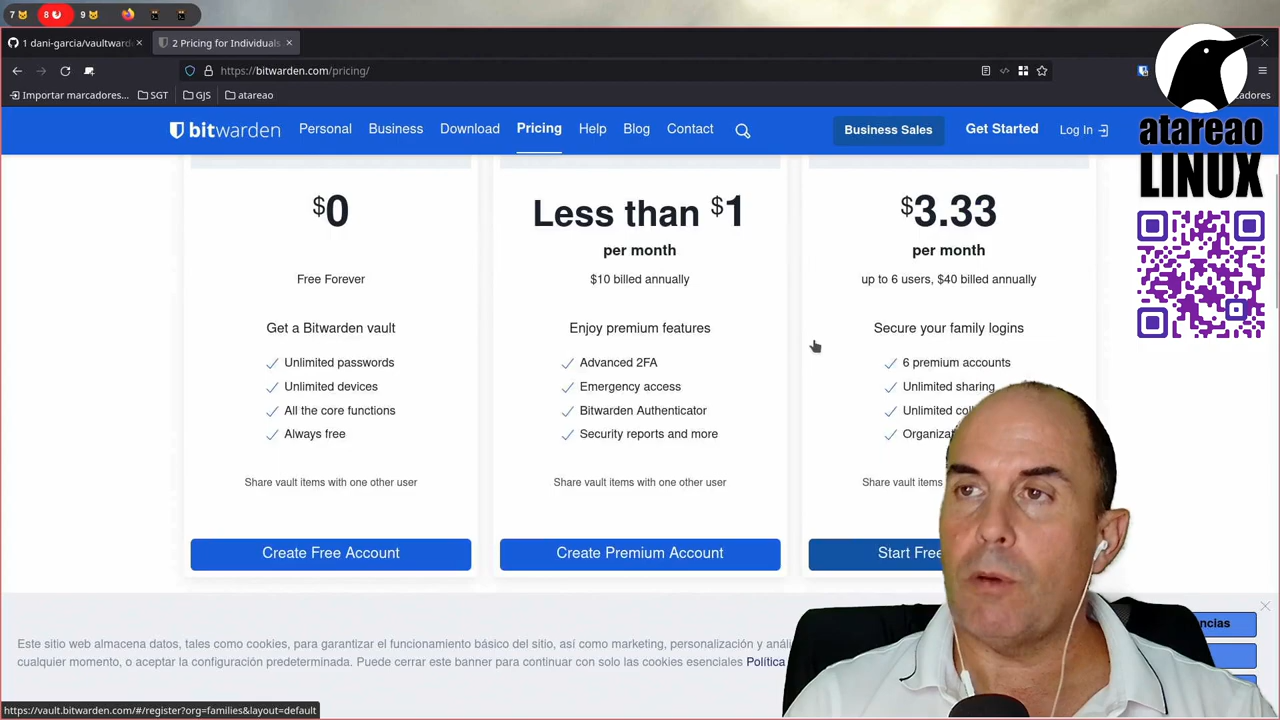 7
8
9
1 dani-garcia/vaultwarde
2 Pricing for Individuals
https://bitwarden.com/pricing/
Importar marcadores...
SGT
GJS
atareao
cadores
bitwarden
Personal
Business
Download
Pricing
Help
Blog
Contact
Business Sales
Get Started
Log In
atareao
LINUX
$0
Free Forever
Get a Bitwarden vault
Unlimited passwords
Unlimited devices
All the core functions
Always free
Share vault items with one other user
Create Free Account
Less than $1
per month
$10 billed annually
Enjoy premium features
Advanced 2FA
Emergency access
Bitwarden Authenticator
Security reports and more
Share vault items with one other user
Create Premium Account
$3.33
per month
up to 6 users, $40 billed annually
Secure your family logins
6 premium accounts
Unlimited sharing
Unlimited coll
Organizat
Share vault items
Start Free
Este sitio web almacena datos, tales como cookies, para garantizar el funcionamiento básico del sitio, así como marketing, personalización y anál
cualquier momento, o aceptar la configuración predeterminada. Puede cerrar este banner para continuar con solo las cookies esenciales Política
ncias
https://vault.bitwarden.com/#/register?org=families&layout=default